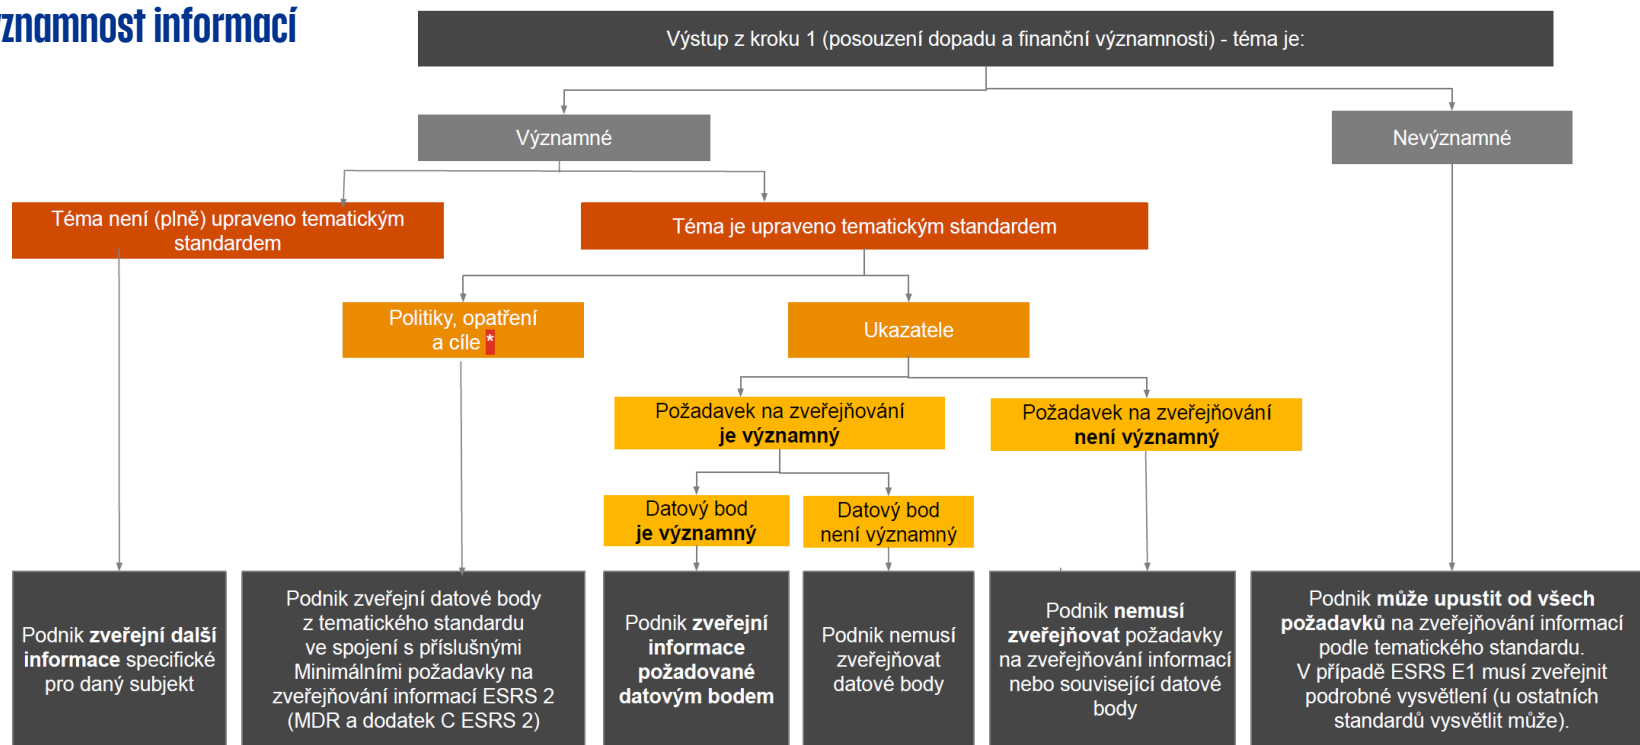 znamnost informací
Výstup z kroku 1 (posouzení dopadu a finanční významnosti) - téma je:
Významné
Nevýznamné
Téma není (plně) upraveno tematickým
standardem
Téma je upraveno tematickým standardem
Politiky, opatření
a cíle *
Ukazatele
Požadavek na zveřejňování
je významný
Požadavek na zveřejňování
není významný
Datový bod
je významný
Datový bod
není významný
Podnik zveřejní další
informace specifické
pro daný subjekt
Podnik zveřejní datové body
z tematického standardu
ve spojení s příslušnými
Minimálními požadavky na
zveřejňování informací ESRS 2
(MDR a dodatek C ESRS 2)
Podnik zveřejní
informace
požadované
datovým bodem
Podnik nemusí
zveřejňovat
datové body
Podnik nemusí
zveřejňovat požadavky
na zveřejňování informací
nebo související datové
body
Podnik může upustit od všech
požadavků na zveřejňování informací
podle tematického standardu.
V případě ESRS E1 musí zveřejnit
podrobné vysvětlení (u ostatních
standardů vysvětlit může).